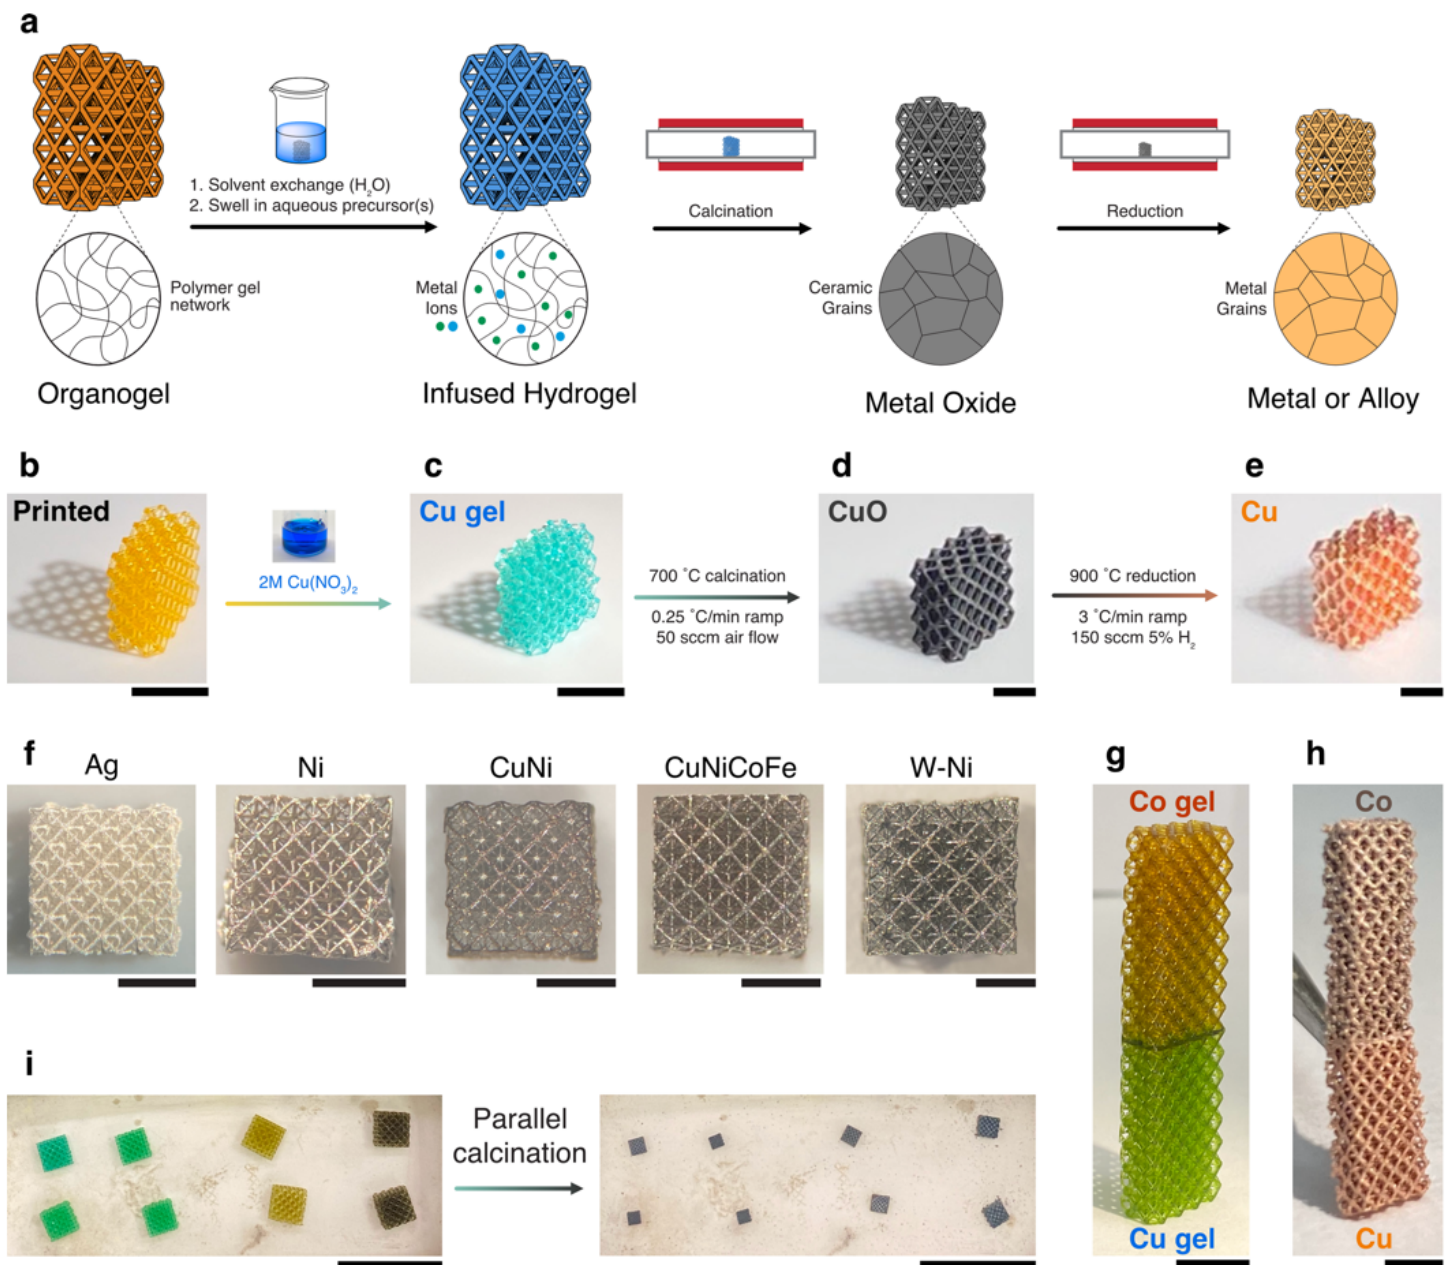 a
1. Solvent exchange (H₂O)
2. Swell in aqueous precursor(s)
Calcination
Reduction
Polymer gel
network
Metal
Ions
Ceramic
Grains
Metal
Grains
Organogel
Infused Hydrogel
Metal Oxide
Metal or Alloy
b
Printed
2M Cu(NO₃)₂
c
Cu gel
700 °C calcination
0.25 °C/min ramp
50 sccm air flow
d
CuO
900 °C reduction
3 °C/min ramp
150 sccm 5% H₂
e
Cu
f
Ag
Ni
CuNi
CuNiCoFe
W-Ni
g
Co gel
Cu gel
h
Co
Cu
i
Parallel
calcination